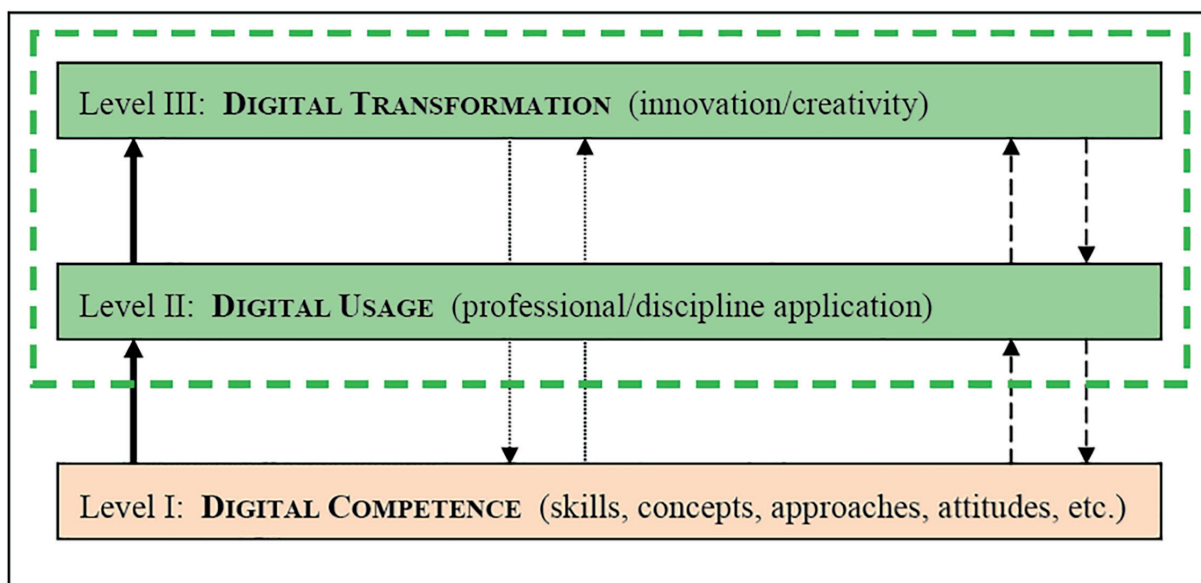 Level III: DIGITAL TRANSFORMATION (innovation/creativity)
Level II: DIGITAL USAGE (professional/discipline application)
Level I: DIGITAL COMPETENCE (skills, concepts, approaches, attitudes, etc.)